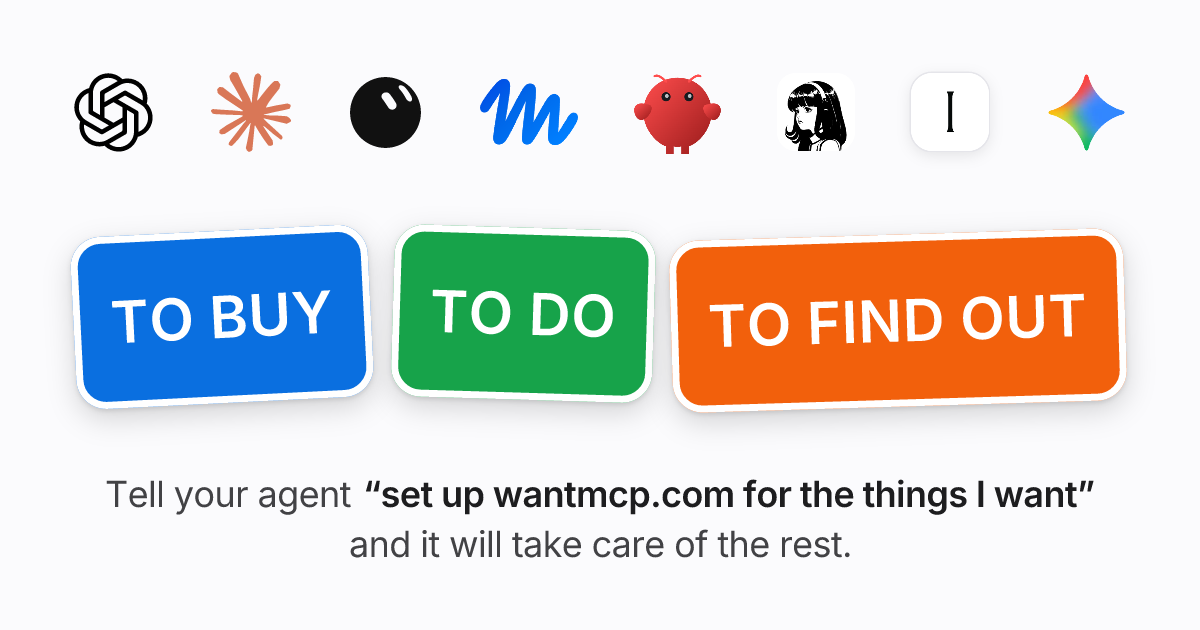 I
TO BUY
TO DO
TO FIND OUT
Tell your agent “set up wantmcp.com for the things I want”
and it will take care of the rest.